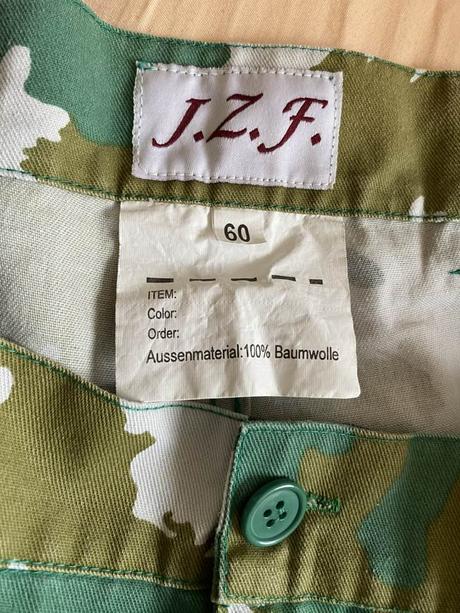 J.Z.F.
60
ITEM:
Color:
Order:
Aussenmaterial:100% Baumwolle